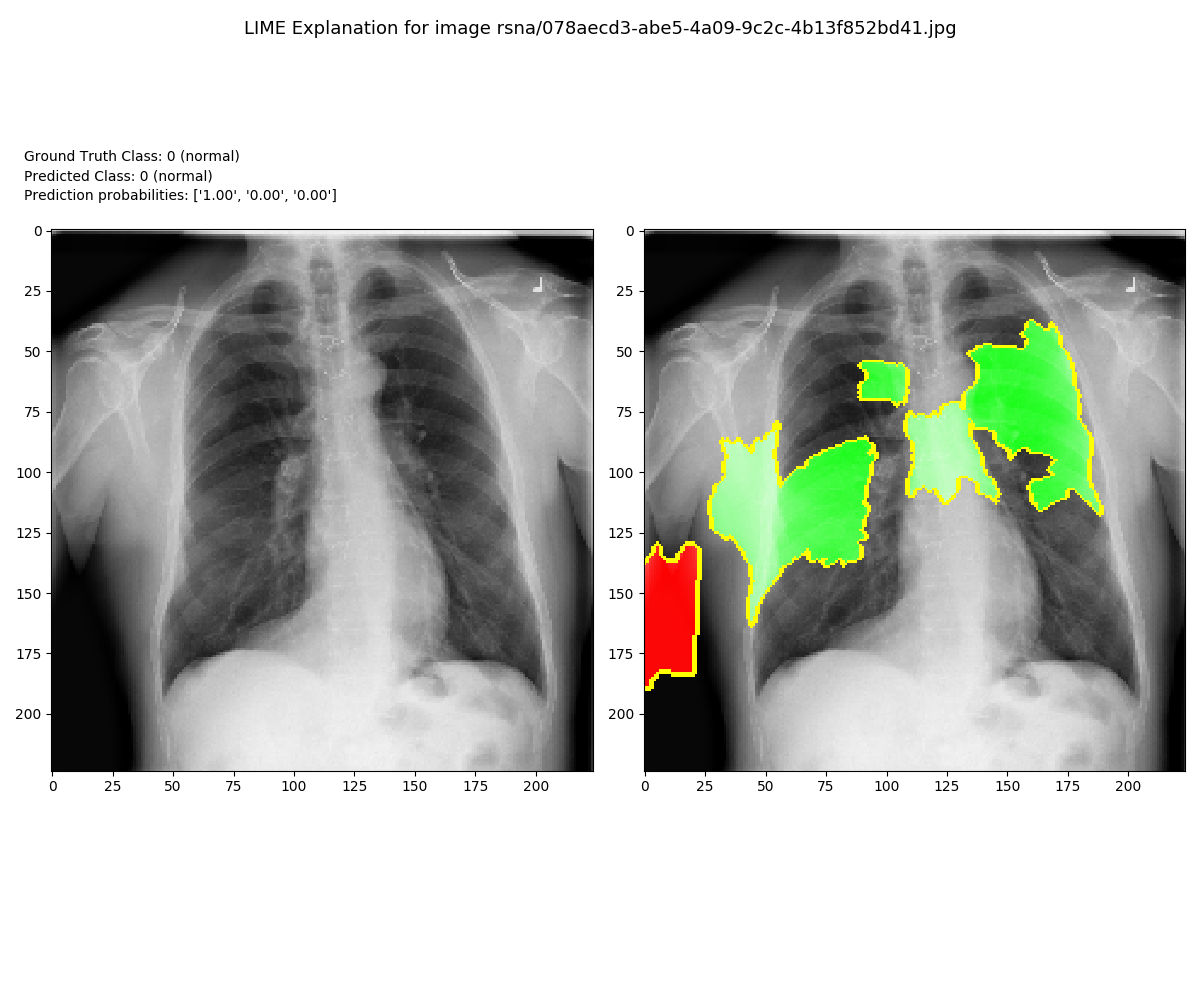 LIME Explanation for image rsna/078aecd3-abe5-4a09-9c2c-4b13f852bd41.jpg
Ground Truth Class: 0 (normal)
Predicted Class: 0 (normal)
Prediction probabilities: ['1.00', '0.00', '0.00']
0
25
50
75
100
125
150
175
200
0 25 50 75 100 125 150 175 200
L
0
25
50
75
100
125
150
175
200
0 25 50 75 100 125 150 175 200